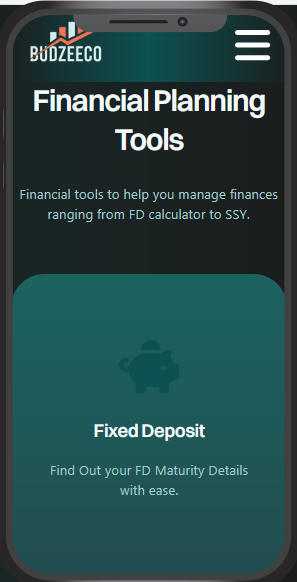 BUDZEECO
Financial Planning
Tools
Financial tools to help you manage finances
ranging from FD calculator to SSY.
Fixed Deposit
Find Out your FD Maturity Details
with ease.